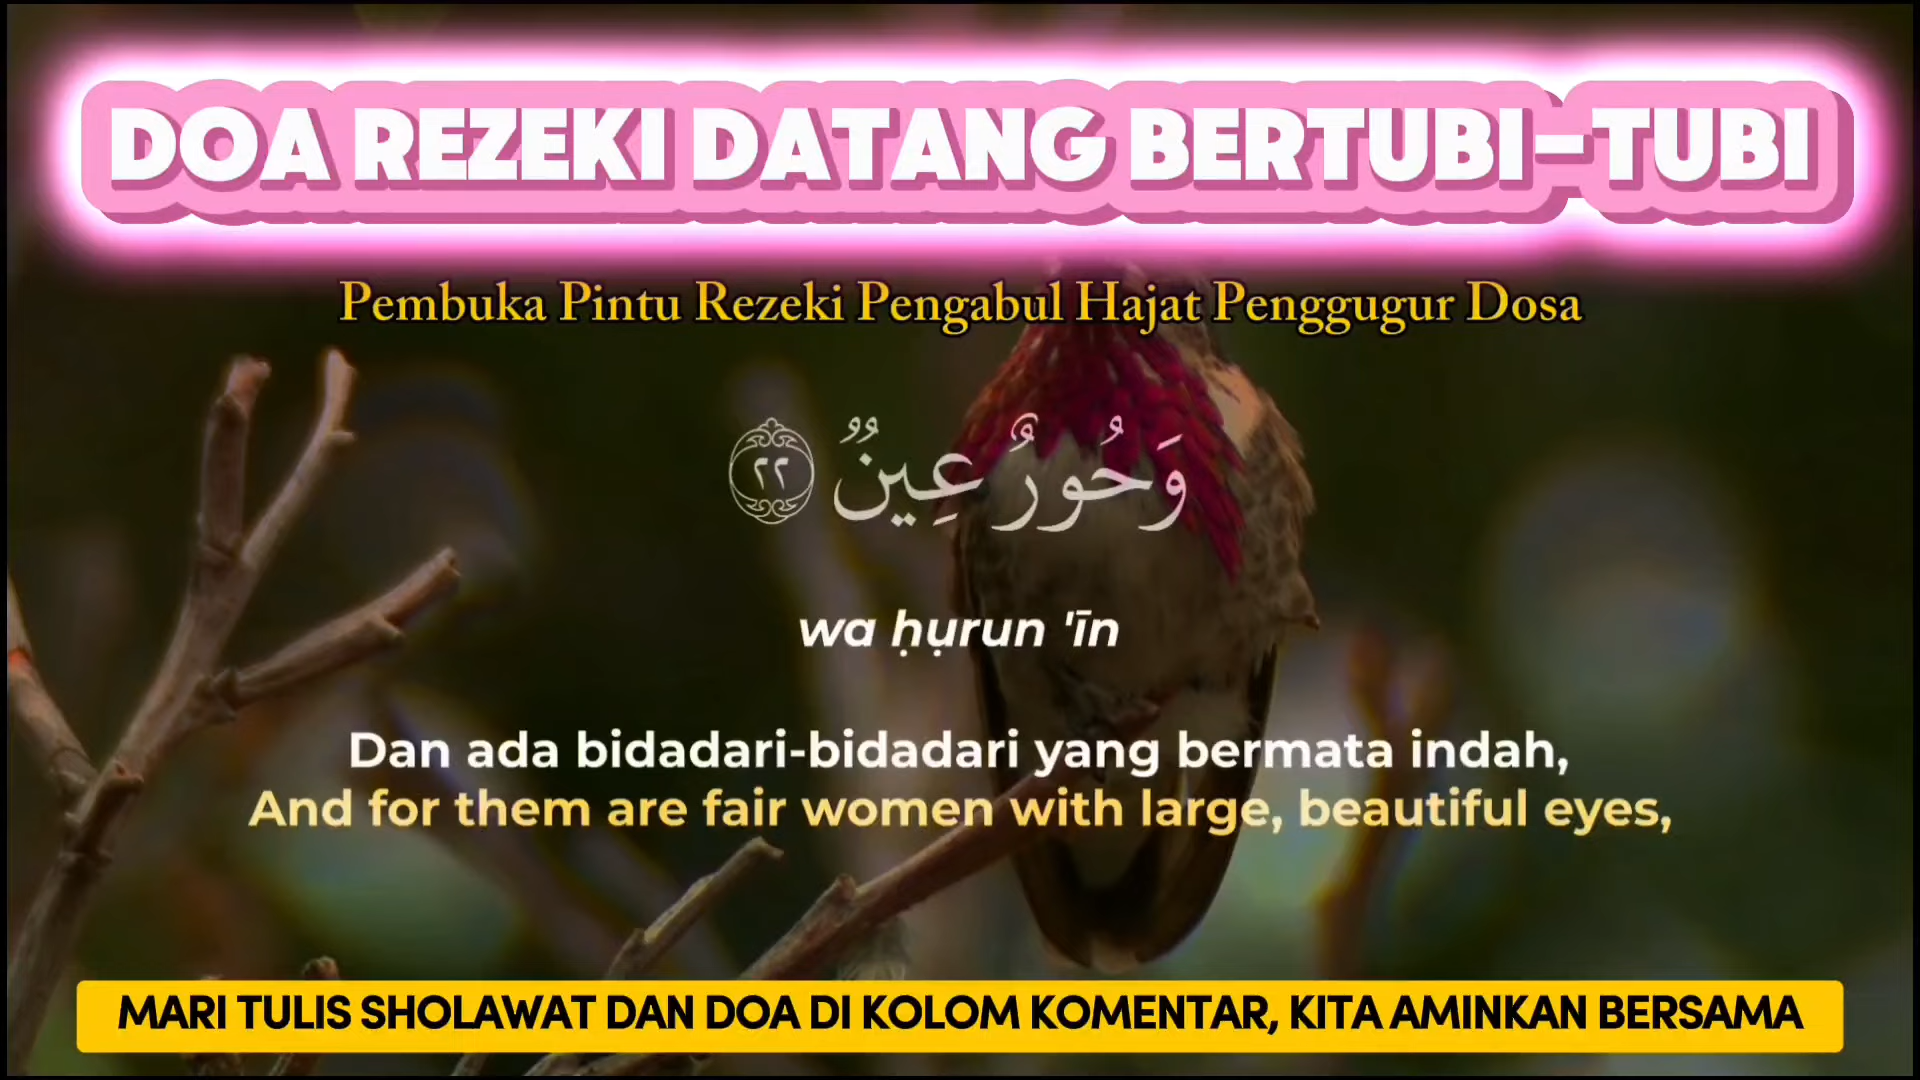 DOA REZEKI DATANG BERTUBI-TUBI
Pembuka Pintu Rezeki Pengabul Hajat Penggugur Dosa
وَحُورٌ عِينٌ ٢٢
wa ḥụrun 'īn
Dan ada bidadari-bidadari yang bermata indah,
And for them are fair women with large, beautiful eyes,
MARI TULIS SHOLAWAT DAN DOA DI KOLOM KOMENTAR, KITA AMINKAN BERSAMA